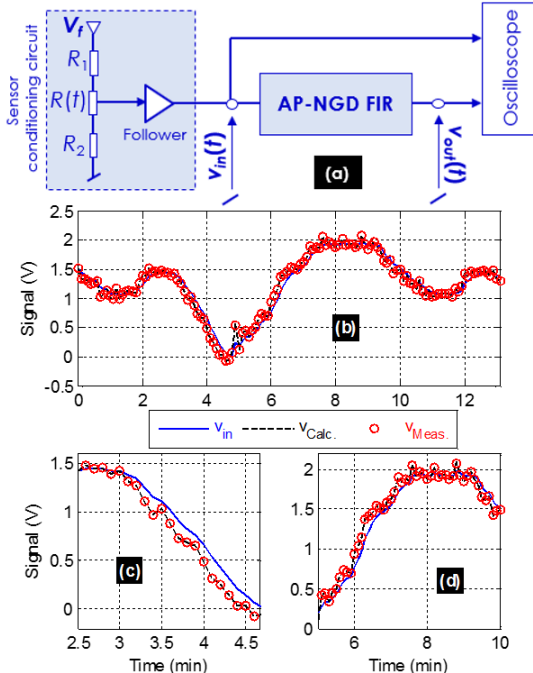 Sensor
conditioning circuit
Vf
R1
R(t)
R2
Follower
vin(t)
AP-NGD FIR
vout(t)
Oscilloscope
(a)
Signal (V)
2.5
2
1.5
1
0.5
0
-0.5
0 2 4 6 8 10 12
(b)
vin vCalc. vMeas.
Signal (V)
1.5
1
0.5
0
2.5 3.0 3.5 4.0 4.5
Time (min)
(c)
2
1.5
1
0.5
0
6 8 10
Time (min)
(d)